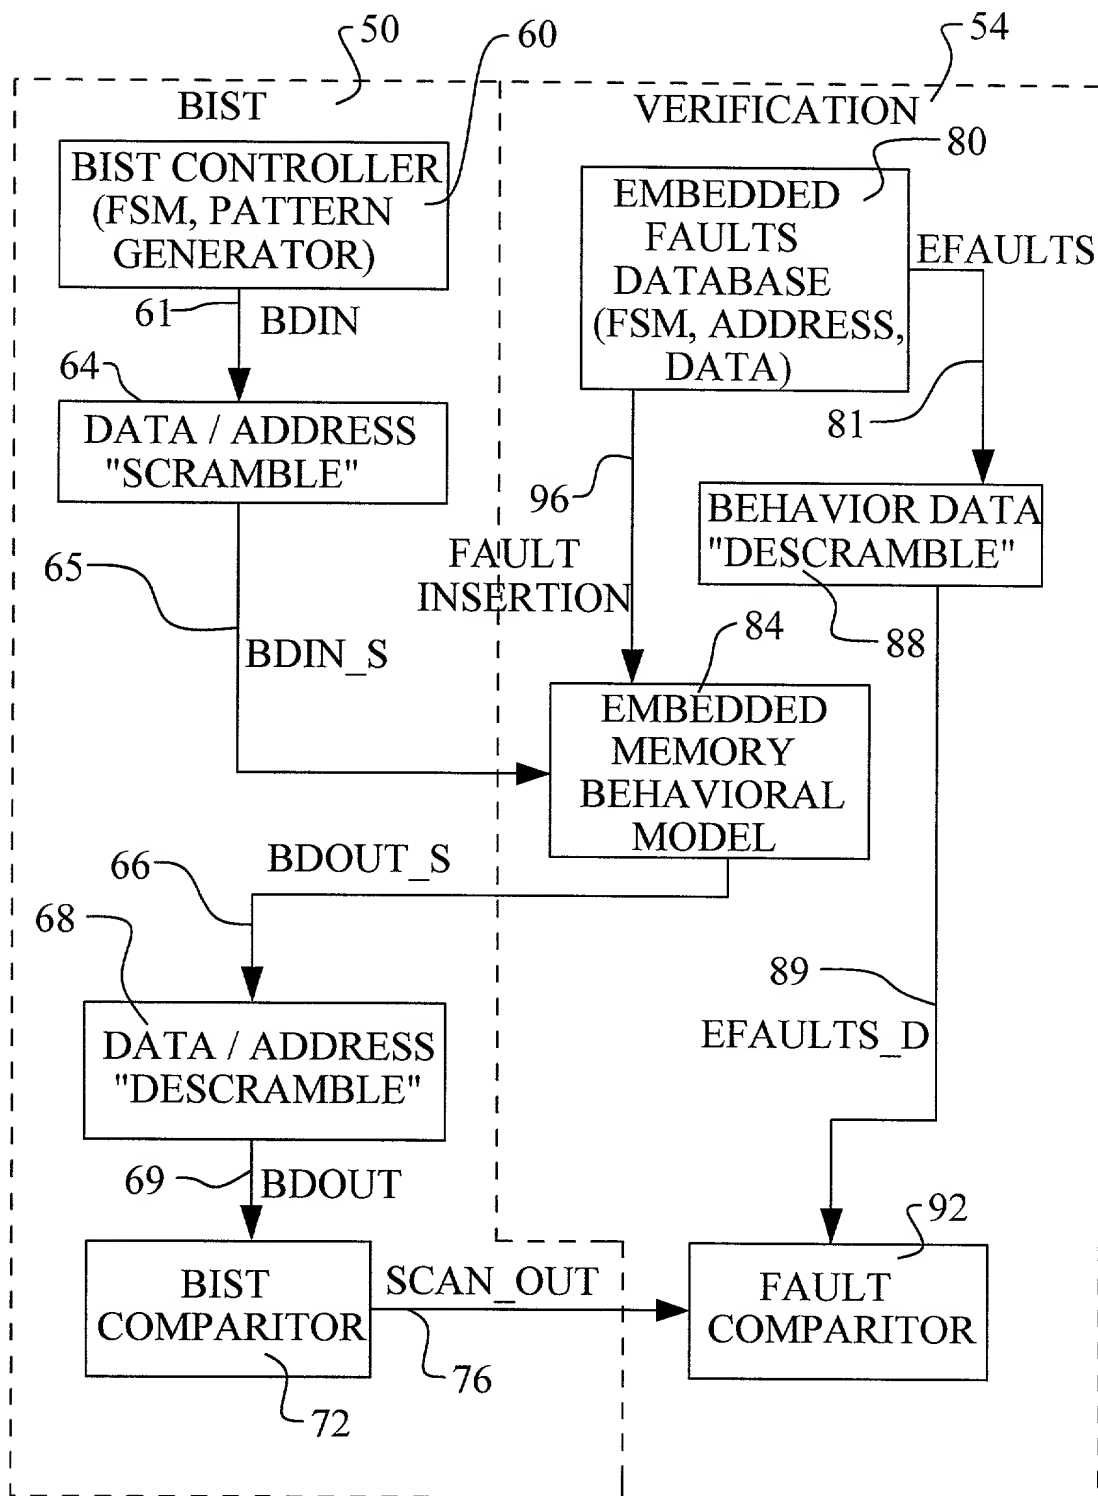 50
60
54
BIST
VERIFICATION
BIST CONTROLLER
(FSM, PATTERN
GENERATOR)
80
EMBEDDED
FAULTS
DATABASE
(FSM, ADDRESS,
DATA)
EFAULTS
61
BDIN
64
DATA / ADDRESS
"SCRAMBLE"
81
96
BEHAVIOR DATA
"DESCRAMBLE"
65
FAULT
INSERTION
84
88
BDIN_S
EMBEDDED
MEMORY
BEHAVIORAL
MODEL
BDOUT_S
66
68
89
DATA / ADDRESS
"DESCRAMBLE"
EFAULTS_D
69
BDOUT
92
BIST
COMPARITOR
SCAN_OUT
FAULT
COMPARITOR
76
72